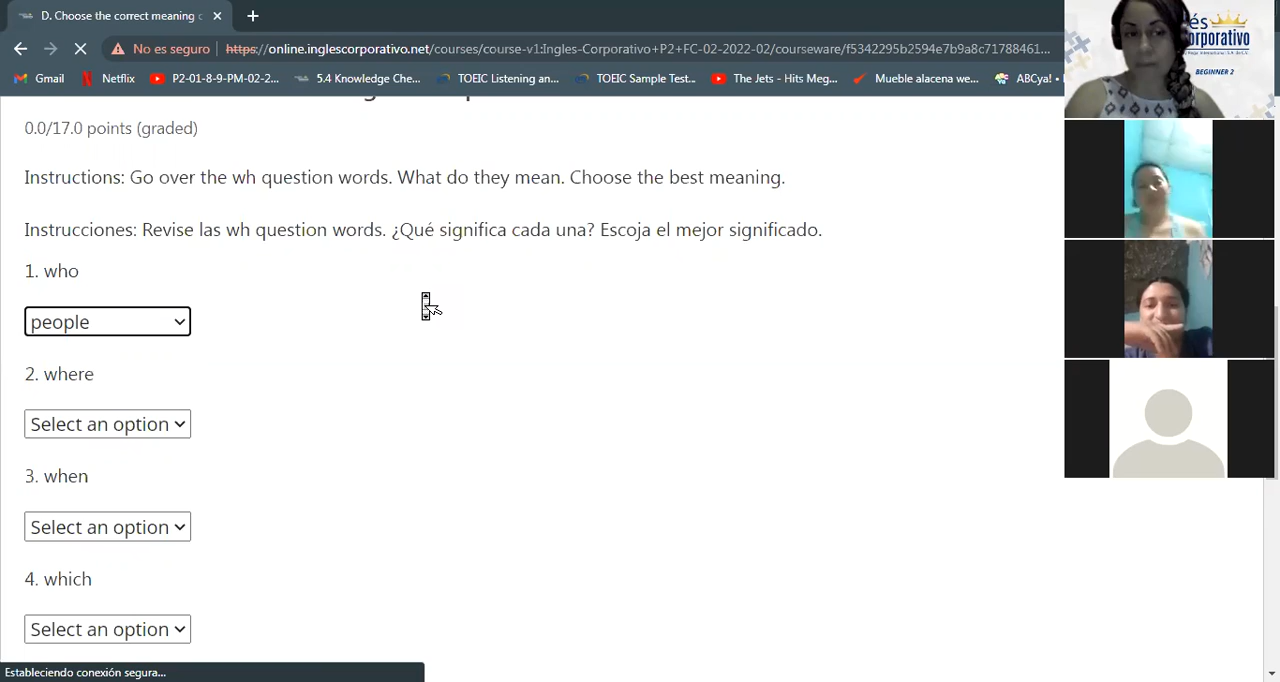 D. Choose the correct meaning
No es seguro
https://online.inglescorporativo.net/courses/course-v1:Ingles-Corporativo+P2+FC-02-2022-02/courseware/f5342295b2594e7b9a8c71788461...
Gmail
Netflix
P2-01-8-9-PM-02-2...
5.4 Knowledge Che...
TOEIC Listening an...
TOEIC Sample Test...
The Jets - Hits Meg...
Mueble alacena we...
ABCya!
BEGINNER 2
0.0/17.0 points (graded)
Instructions: Go over the wh question words. What do they mean. Choose the best meaning.
Instrucciones: Revise las wh question words. ¿Qué significa cada una? Escoja el mejor significado.
1. who
people
2. where
Select an option
3. when
Select an option
4. which
Select an option
Estableciendo conexión segura...